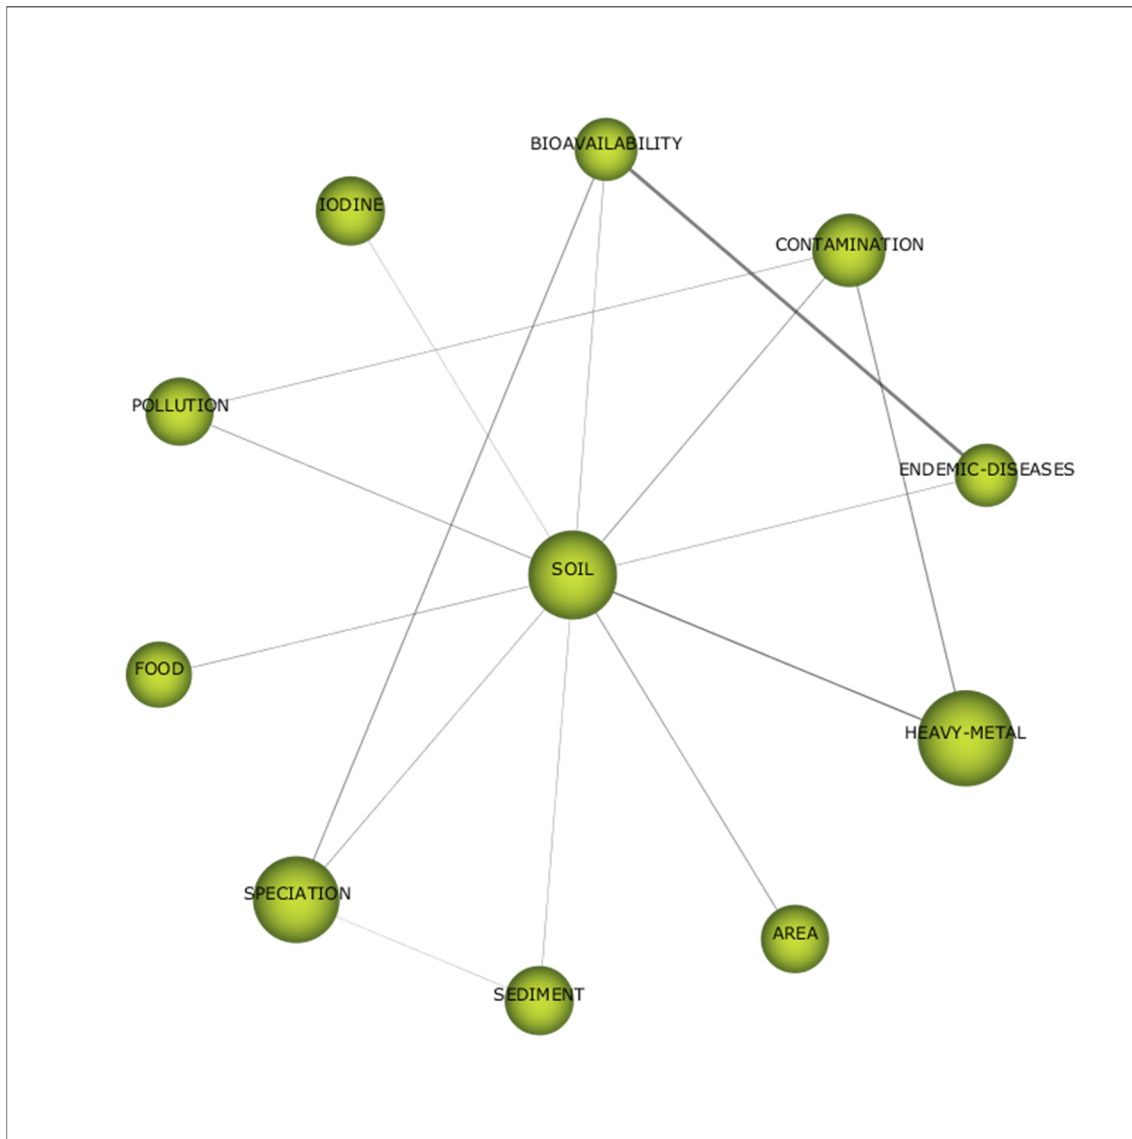 BIOAVAILABILITY
IODINE
CONTAMINATION
POLLUTION
ENDEMIC-DISEASES
SOIL
FOOD
HEAVY-METAL
SPECIATION
AREA
SEDIMENT